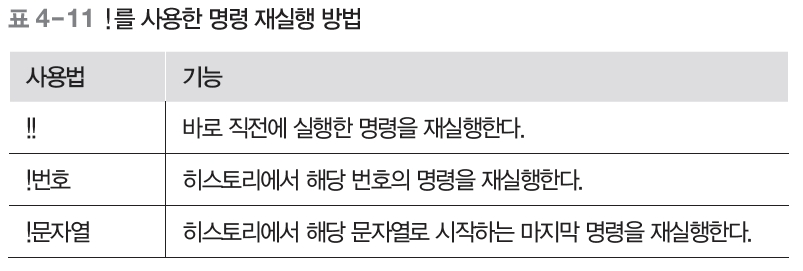 표 4-11 !를 사용한 명령 재실행 방법
사용법 기능
!! 바로 직전에 실행한 명령을 재실행한다.
!번호 히스토리에서 해당 번호의 명령을 재실행한다.
!문자열 히스토리에서 해당 문자열로 시작하는 마지막 명령을 재실행한다.